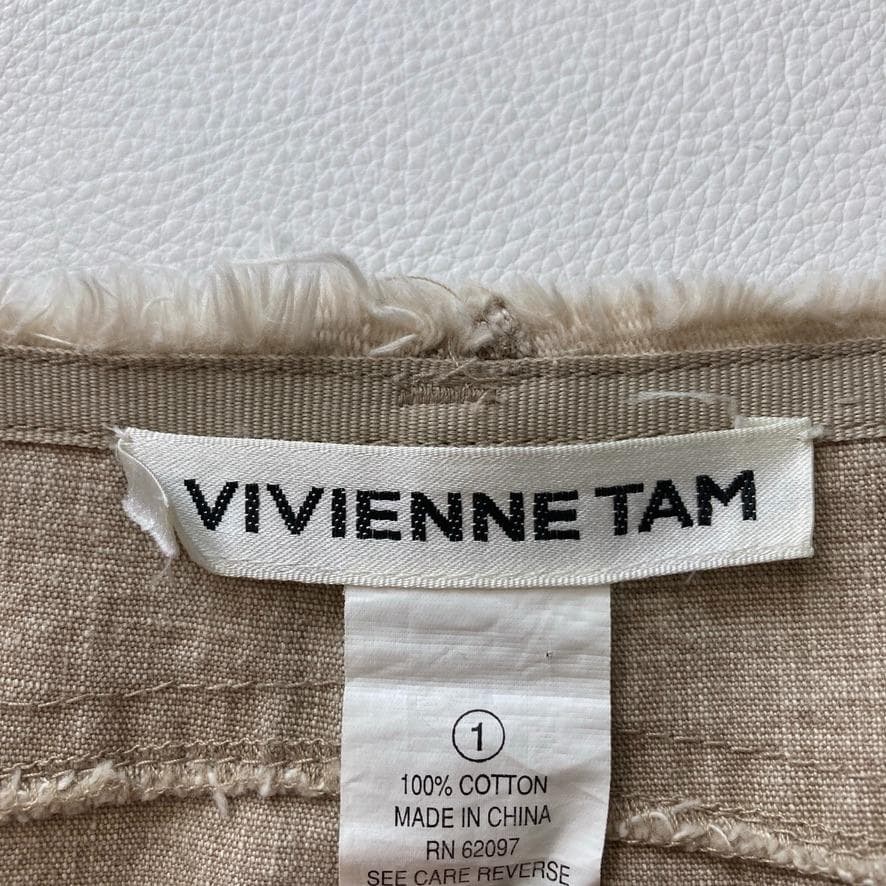 VIVIENNE TAM
1
100% COTTON
MADE IN CHINA
RN 62097
SEE CARE REVERSE